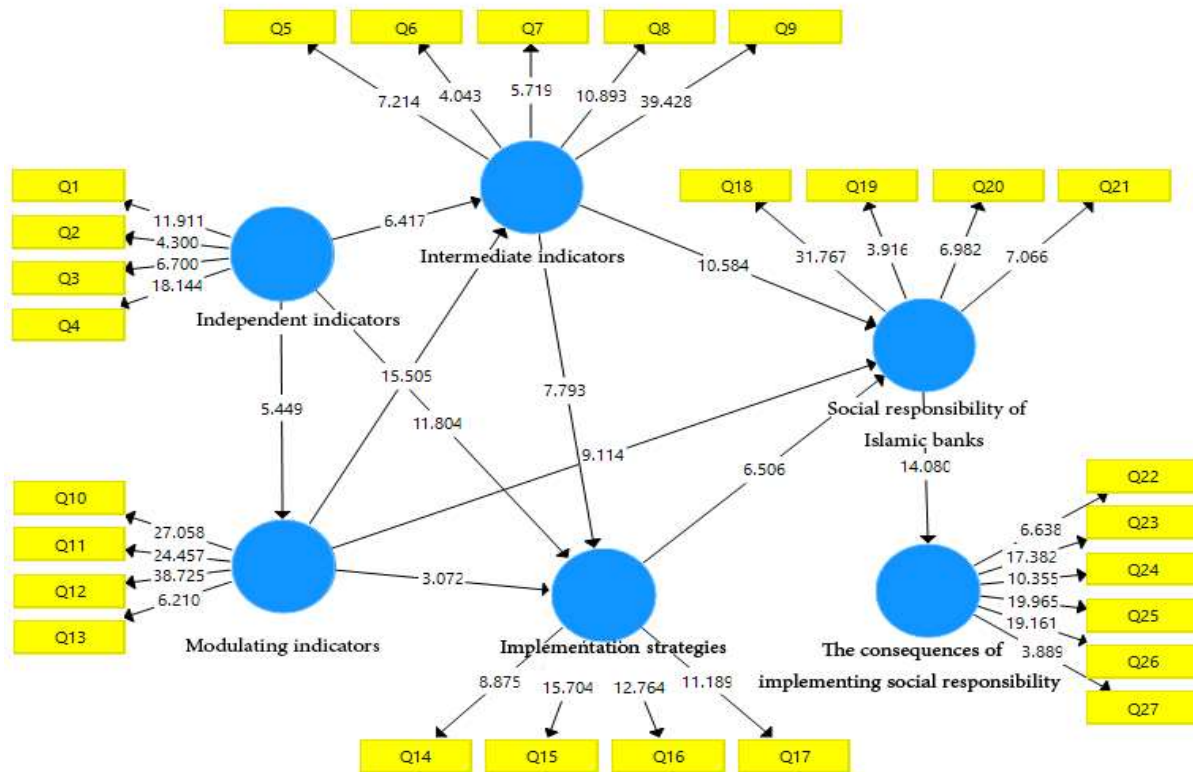 Q5
Q6
Q7
Q8
Q9
7.214
4.043
5.719
10.893
39.428
Q1
Q2
Q3
Q4
11.911
4.300
6.700
18.144
Independent indicators
6.417
Intermediate indicators
Q18
Q19
Q20
Q21
31.767
3.916
6.982
7.066
10.584
5.449
15.505
11.804
7.793
9.114
6.506
Social responsibility of
Islamic banks
14.080
Q10
Q11
Q12
Q13
27.058
24.457
38.725
6.210
Modulating indicators
3.072
Implementation strategies
8.875
15.704
12.764
11.189
Q14
Q15
Q16
Q17
The consequences of
implementing social responsibility
6.638
17.382
10.355
19.965
19.161
3.889
Q22
Q23
Q24
Q25
Q26
Q27